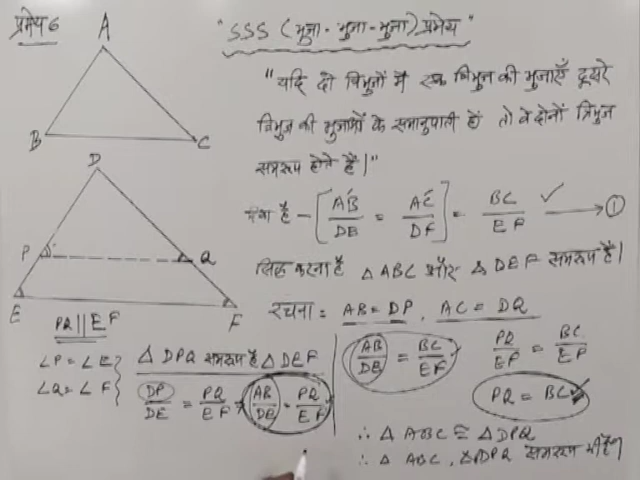 प्रमेय 6
"SSS (भुजा-भुजा-भुजा) प्रमेय"
"यदि दो त्रिभुजों में एक त्रिभुज की भुजाएँ दूसरे
त्रिभुज की भुजाओं के समानुपाती हों तो वे दोनों त्रिभुज
समरूप होते हैं।"
A
B
C
दिया है - [AB/DE = AC/DF] = BC/EF ✓ → ①
सिद्ध करना है △ABC और △DEF समरूप हैं।
रचना: AB = DP, AC = DQ
D
P
Q
E
F
PQ || EF
∠P = ∠E
∠Q = ∠F
△DPQ समरूप है △DEF
DP/DE = PQ/EF
AB/DE = PQ/EF
AB/DE = BC/EF
PQ/EF = BC/EF
PQ = BC
∴ △ABC ≅ △DPQ
∴ △ABC, △DPQ समरूप भी हैं।